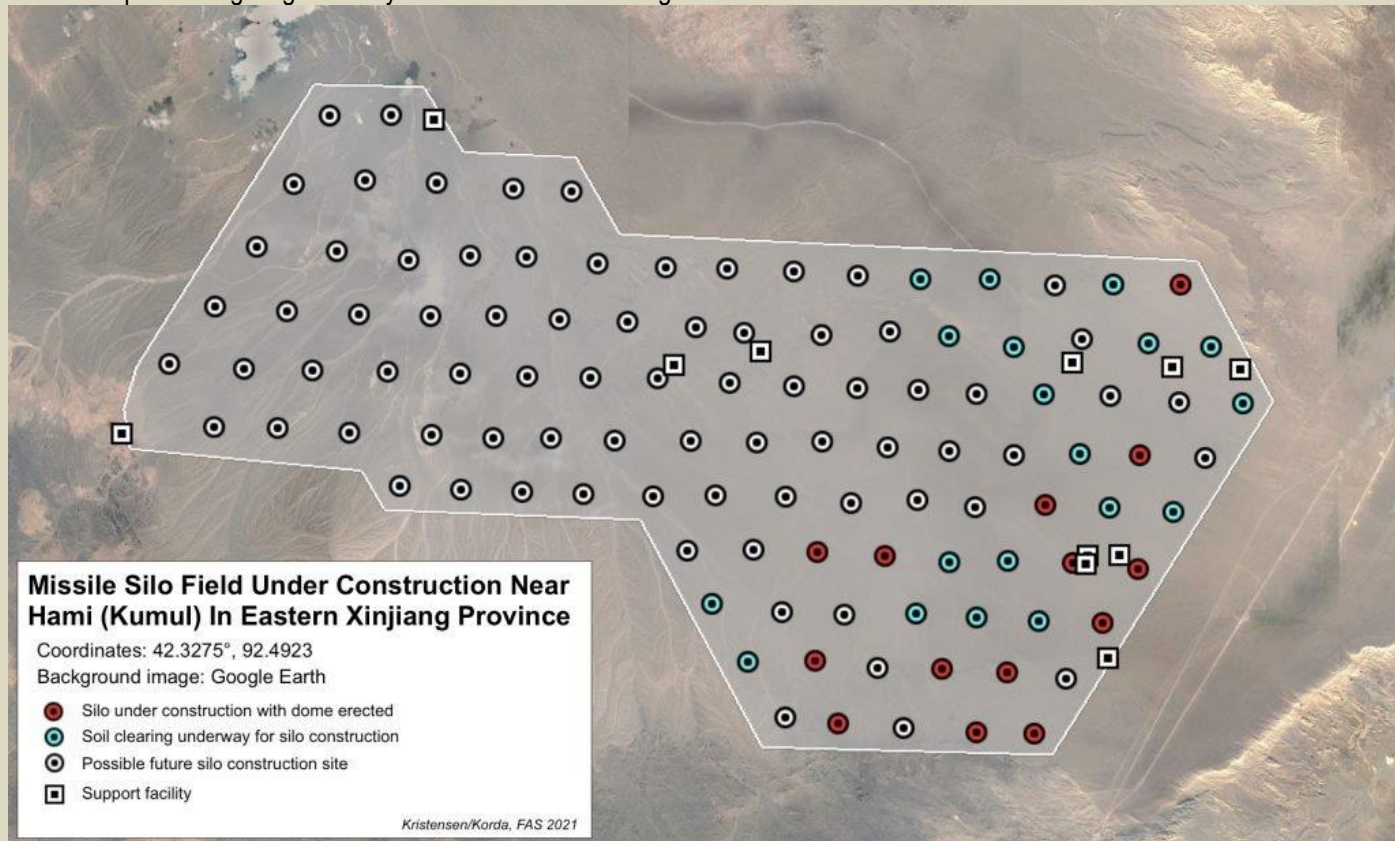 Missile Silo Field Under Construction Near
Hami (Kumul) In Eastern Xinjiang Province
Coordinates: 42.3275°, 92.4923
Background image: Google Earth
Silo under construction with dome erected
Soil clearing underway for silo construction
Possible future silo construction site
Support facility
Kristensen/Korda, FAS 2021